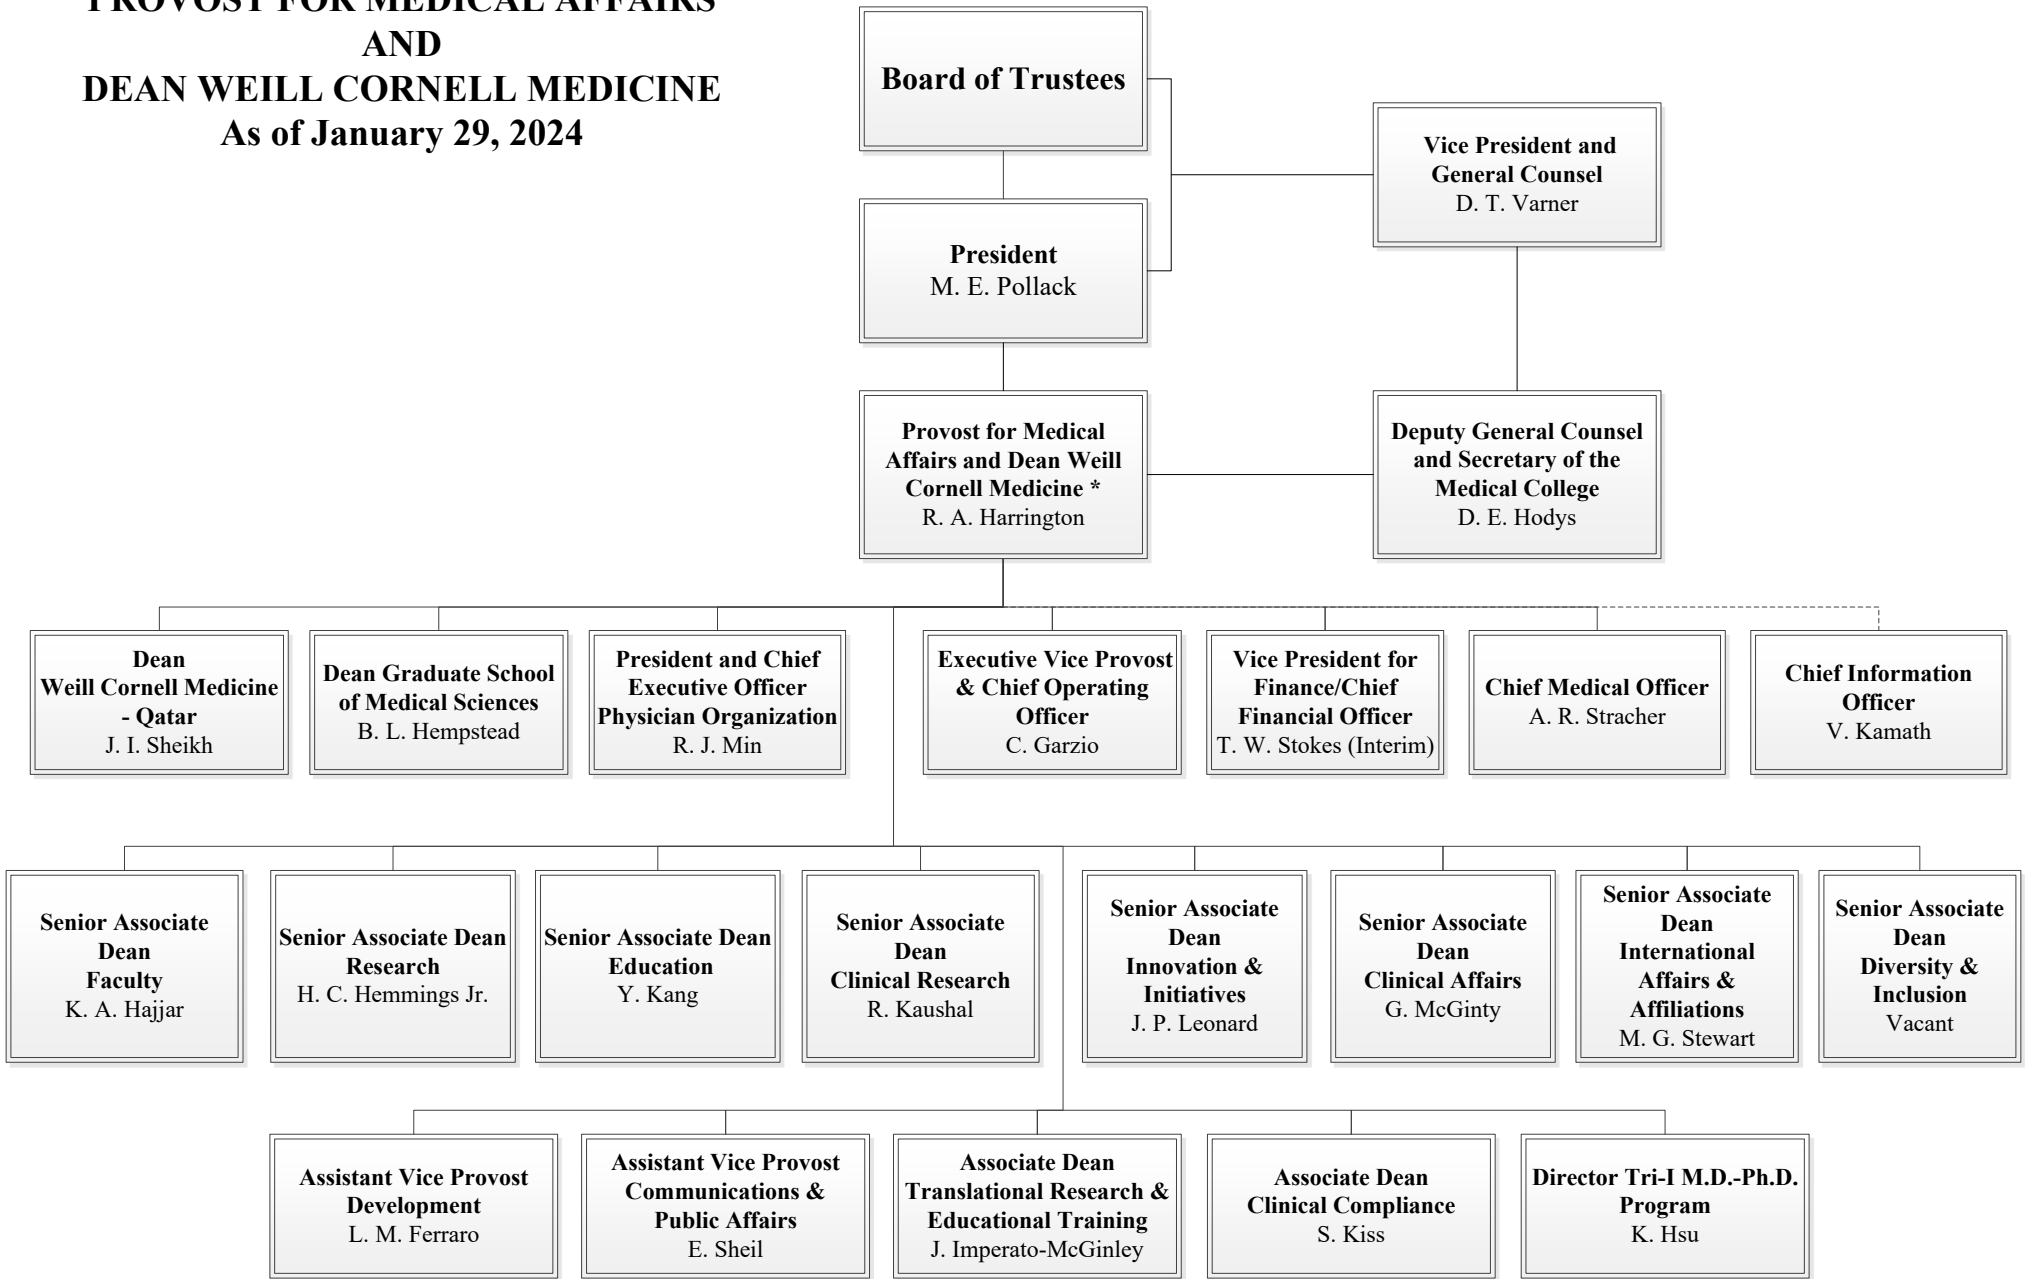 PROVOST FOR MEDICAL AFFAIRS
AND
DEAN WEILL CORNELL MEDICINE
As of January 29, 2024
Board of Trustees
Vice President and
General Counsel
D. T. Varner
President
M. E. Pollack
Provost for Medical
Affairs and Dean Weill
Cornell Medicine *
R. A. Harrington
Deputy General Counsel
and Secretary of the
Medical College
D. E. Hodys
Dean
Weill Cornell Medicine
- Qatar
J. I. Sheikh
Dean Graduate School
of Medical Sciences
B. L. Hempstead
President and Chief
Executive Officer
Physician Organization
R. J. Min
Executive Vice Provost
& Chief Operating
Officer
C. Garzio
Vice President for
Finance/Chief
Financial Officer
T. W. Stokes (Interim)
Chief Medical Officer
A. R. Stracher
Chief Information
Officer
V. Kamath
Senior Associate
Dean
Faculty
K. A. Hajjar
Senior Associate Dean
Research
H. C. Hemmings Jr.
Senior Associate Dean
Education
Y. Kang
Senior Associate
Dean
Clinical Research
R. Kaushal
Senior Associate
Dean
Innovation &
Initiatives
J. P. Leonard
Senior Associate
Dean
Clinical Affairs
G. McGinty
Senior Associate
Dean
International
Affairs &
Affiliations
M. G. Stewart
Senior Associate
Dean
Diversity &
Inclusion
Vacant
Assistant Vice Provost
Development
L. M. Ferraro
Assistant Vice Provost
Communications &
Public Affairs
E. Sheil
Associate Dean
Translational Research &
Educational Training
J. Imperato-McGinley
Associate Dean
Clinical Compliance
S. Kiss
Director Tri-I M.D.-Ph.D.
Program
K. Hsu